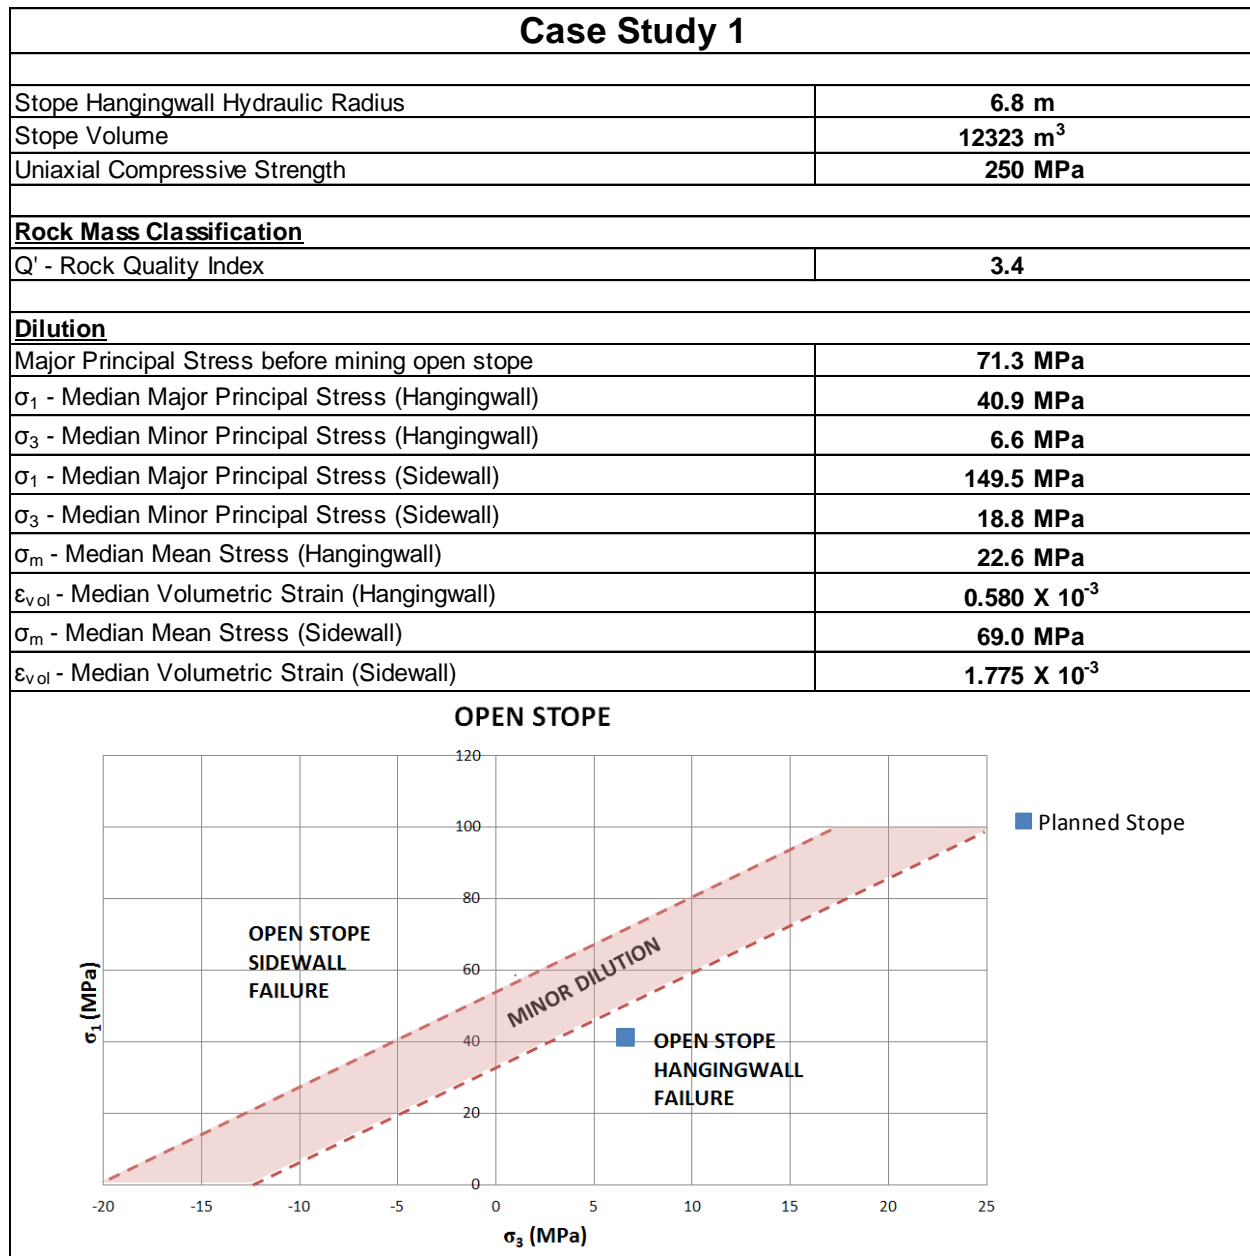 Case Study 1
Stope Hangingwall Hydraulic Radius 6.8 m
Stope Volume 12323 m³
Uniaxial Compressive Strength 250 MPa
Rock Mass Classification
Q' - Rock Quality Index 3.4
Dilution
Major Principal Stress before mining open stope 71.3 MPa
σ₁ - Median Major Principal Stress (Hangingwall) 40.9 MPa
σ₃ - Median Minor Principal Stress (Hangingwall) 6.6 MPa
σ₁ - Median Major Principal Stress (Sidewall) 149.5 MPa
σ₃ - Median Minor Principal Stress (Sidewall) 18.8 MPa
σₘ - Median Mean Stress (Hangingwall) 22.6 MPa
εᵥₒₗ - Median Volumetric Strain (Hangingwall) 0.580 X 10⁻³
σₘ - Median Mean Stress (Sidewall) 69.0 MPa
εᵥₒₗ - Median Volumetric Strain (Sidewall) 1.775 X 10⁻³
OPEN STOPE
120
100
80
60
40
20
0
σ₁ (MPa)
OPEN STOPE
SIDEWALL
FAILURE
MINOR DILUTION
OPEN STOPE
HANGINGWALL
FAILURE
Planned Stope
-20 -15 -10 -5 0 5 10 15 20 25
σ₃ (MPa)